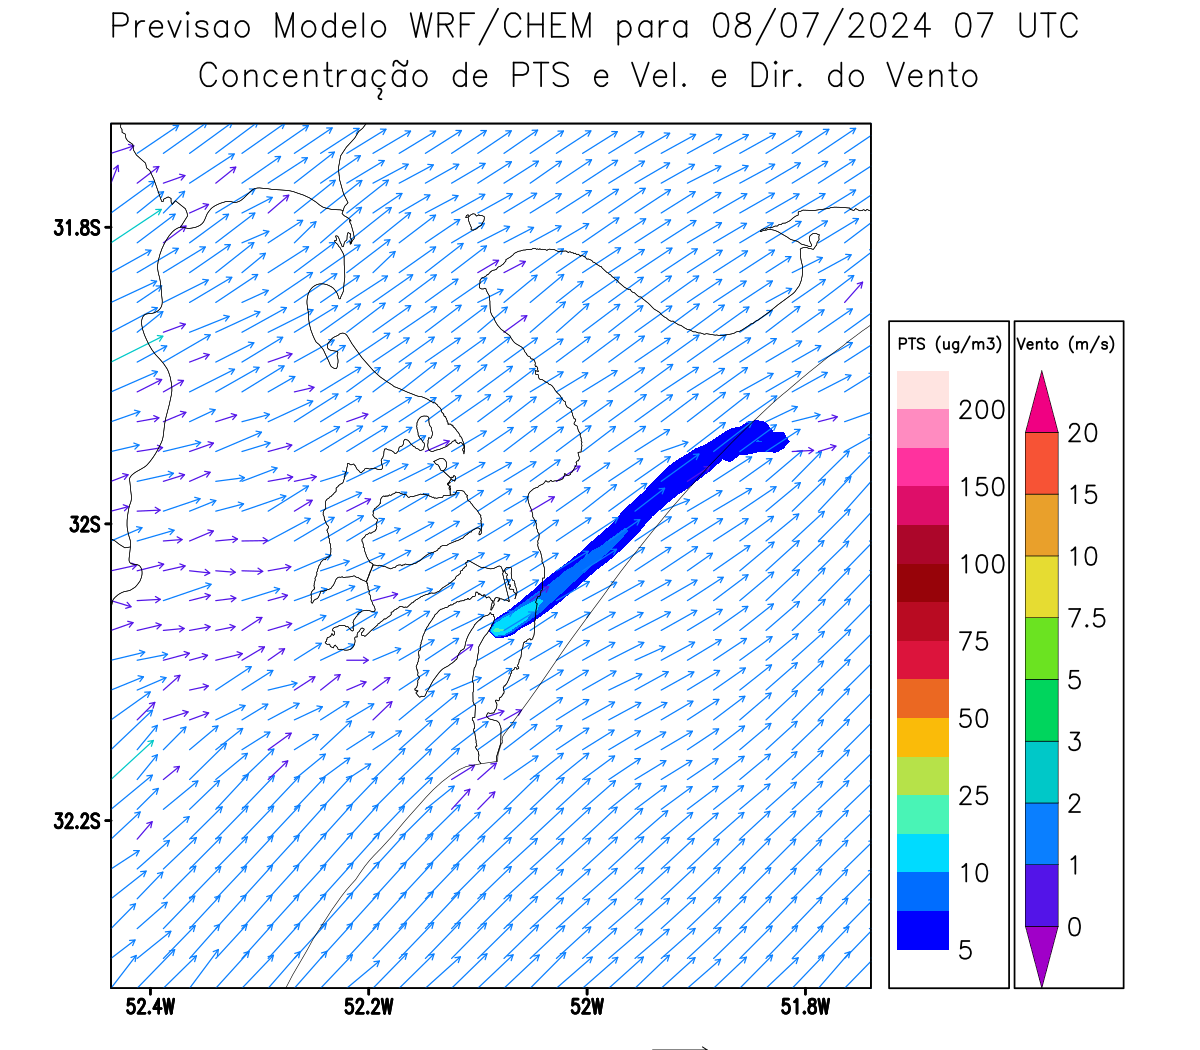 Previsao Modelo WRF/CHEM para 08/07/2024 07 UTC
Concentração de PTS e Vel. e Dir. do Vento
31.8S
32S
32.2S
52.4W 52.2W 52W 51.8W
PTS (ug/m3)
200
150
100
75
50
25
10
5
Vento (m/s)
20
15
10
7.5
5
3
2
1
0